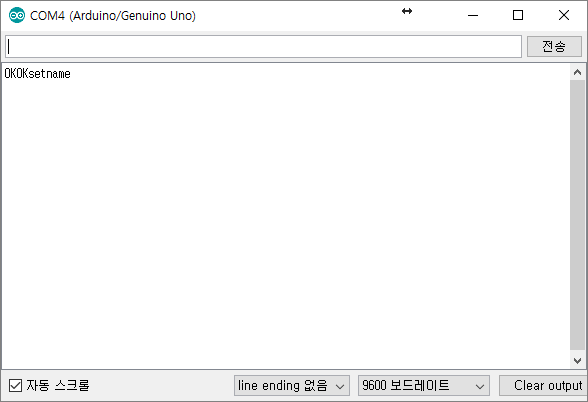 COM4 (Arduino/Genuino Uno)
전송
OKOKsetname
자동 스크롤
line ending 없음
9600 보드레이트
Clear output